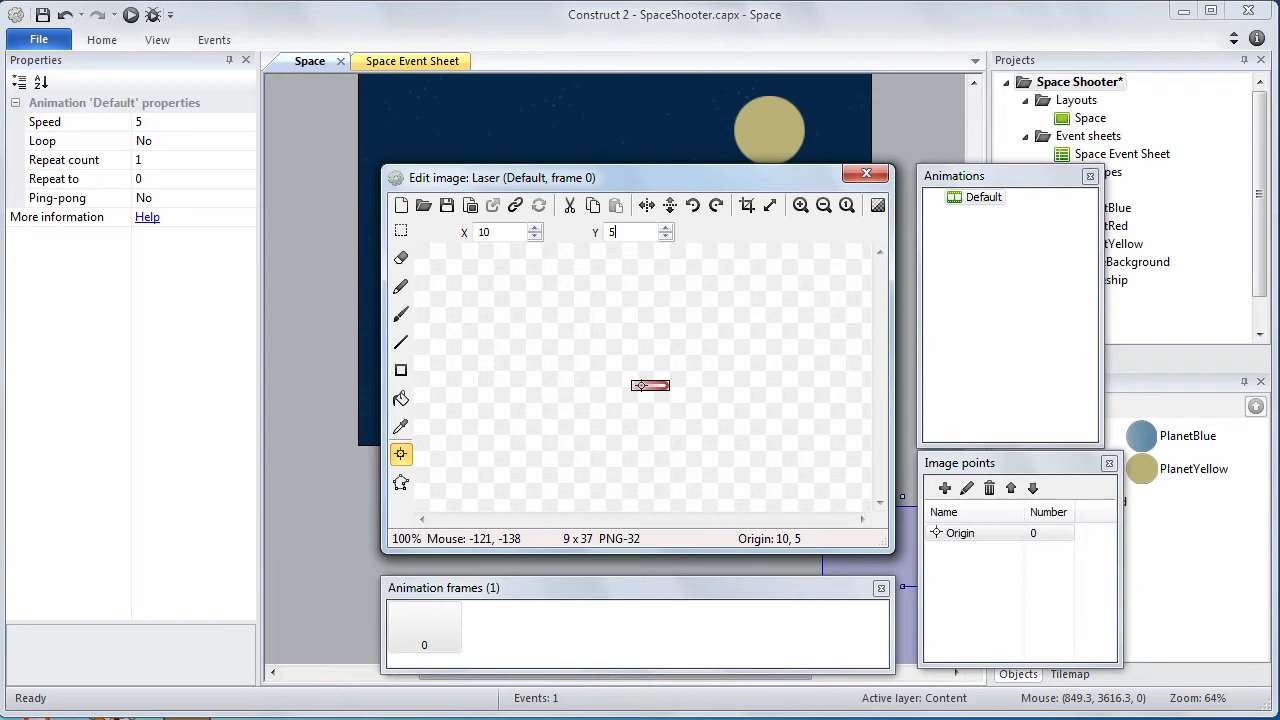 Construct 2 - SpaceShooter.capx - Space
File
Home
View
Events
Properties
Animation 'Default' properties
Speed 5
Loop No
Repeat count 1
Repeat to 0
Ping-pong No
More information Help
Space
Space Event Sheet
Edit image: Laser (Default, frame 0)
X 10 Y 5
100% Mouse: -121, -138 9 x 37 PNG-32 Origin: 10, 5
Animation frames (1)
0
Projects
Space Shooter*
Layouts
Space
Event sheets
Space Event Sheet
Animations
Default
Image points
Name Number
Origin 0
PlanetBlue
PlanetYellow
Objects Tilemap
Ready Events: 1 Active layer: Content Mouse: (849.3, 3616.3, 0) Zoom: 64%